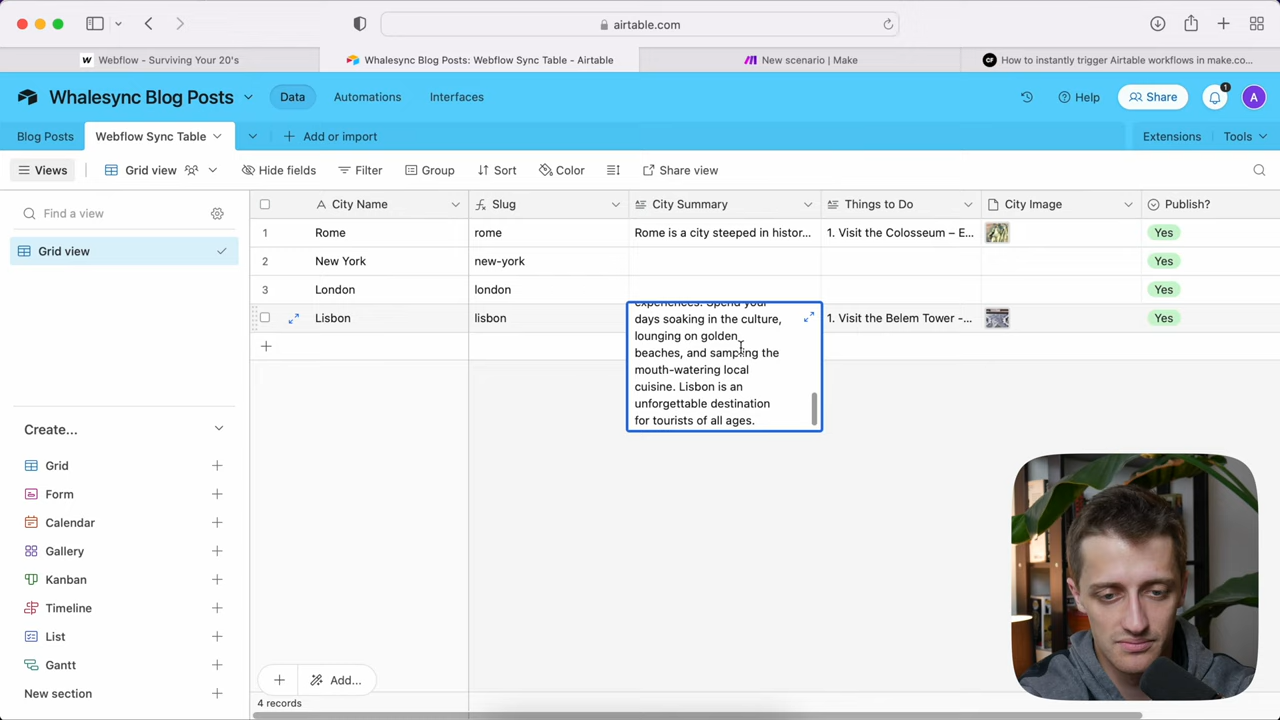 airtable.com
W Webflow - Surviving Your 20's
Whalesync Blog Posts: Webflow Sync Table - Airtable
New scenario | Make
CF How to instantly trigger Airtable workflows in make.co...
Whalesync Blog Posts
Data
Automations
Interfaces
Help
Share
1
A
Blog Posts
Webflow Sync Table
Add or import
Extensions
Tools
Views
Grid view
Hide fields
Filter
Group
Sort
Color
Share view
Find a view
Grid view
Create...
Grid
Form
Calendar
Gallery
Kanban
Timeline
List
Gantt
New section
City Name Slug City Summary Things to Do City Image Publish?
1 Rome rome Rome is a city steeped in histor... 1. Visit the Colosseum – E... Yes
2 New York new-york Yes
3 London london Yes
Lisbon lisbon 1. Visit the Belem Tower -... Yes
experiences. Spend your
days soaking in the culture,
lounging on golden
beaches, and sampling the
mouth-watering local
cuisine. Lisbon is an
unforgettable destination
for tourists of all ages.
Add...
4 records